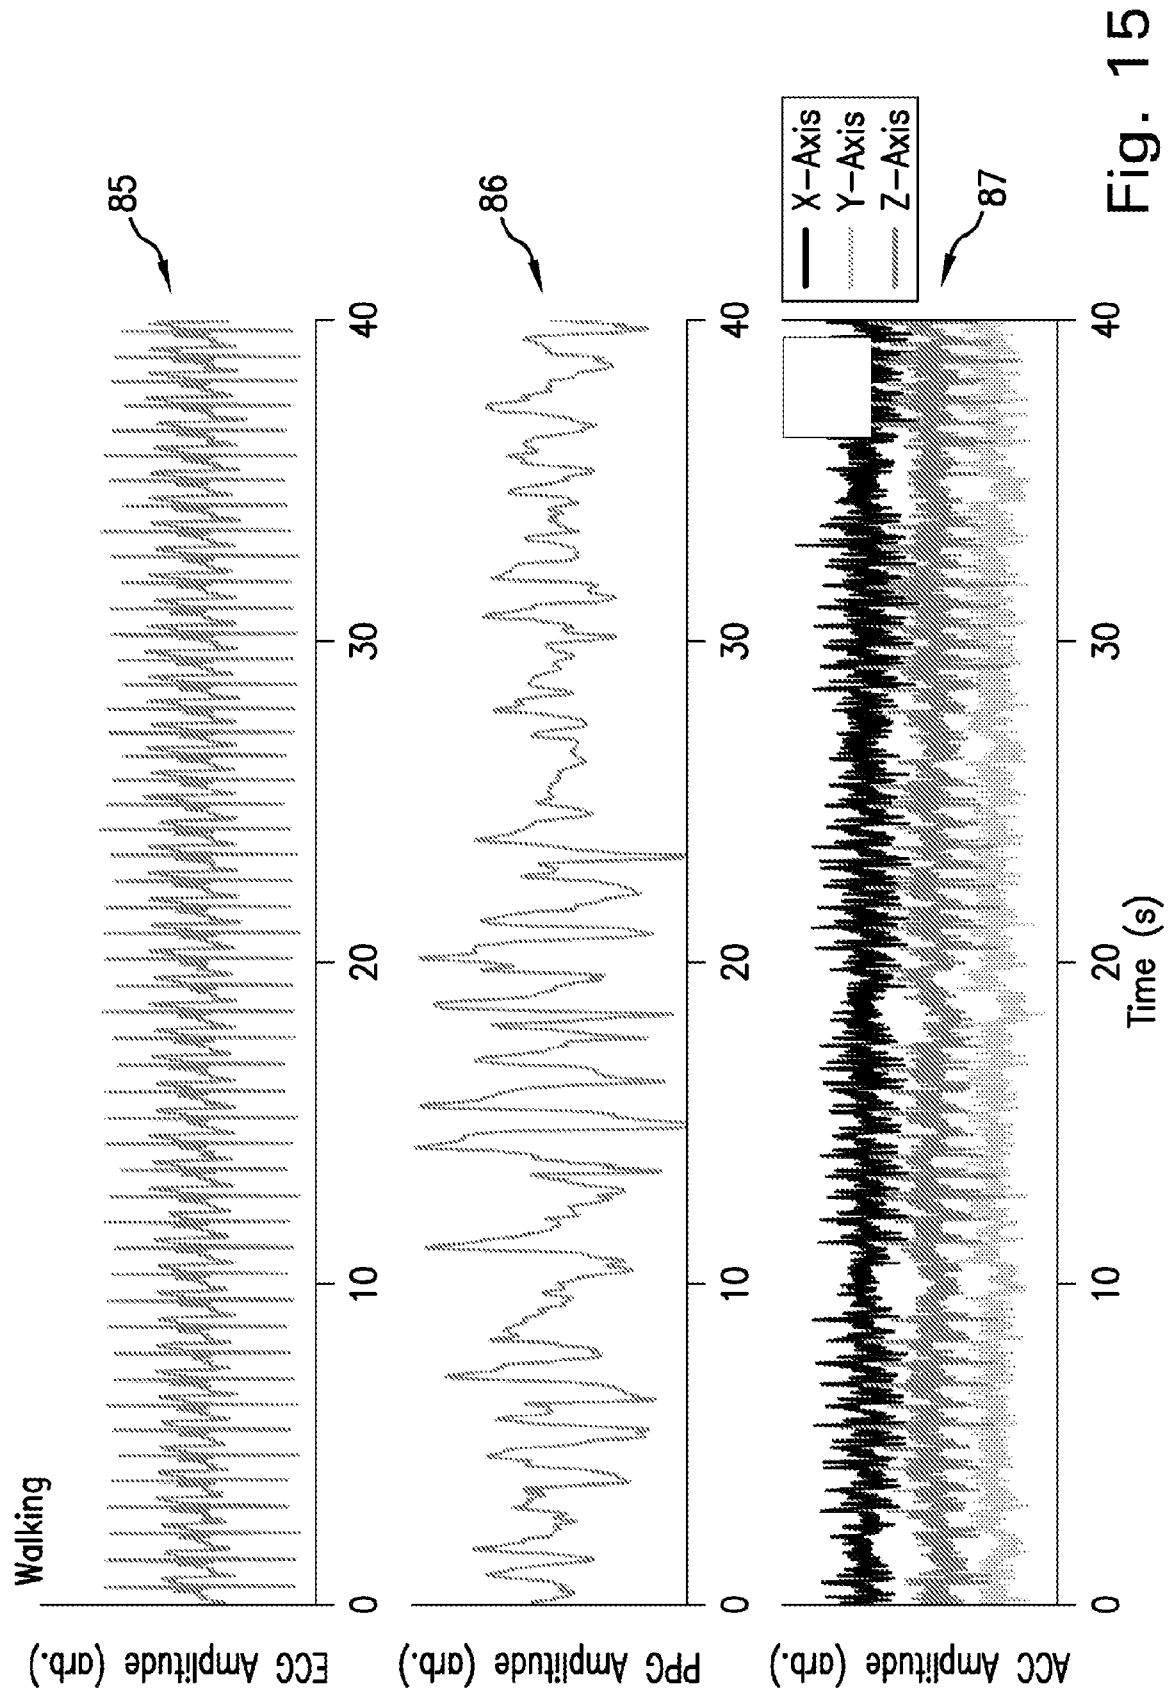 Walking
ECG Amplitude (arb.)
85
0
10
20
30
40
PPG Amplitude (arb.)
86
0
10
20
30
40
ACC Amplitude (arb.)
X-Axis
Y-Axis
Z-Axis
87
0
10
20
30
40
Time (s)
Fig. 15